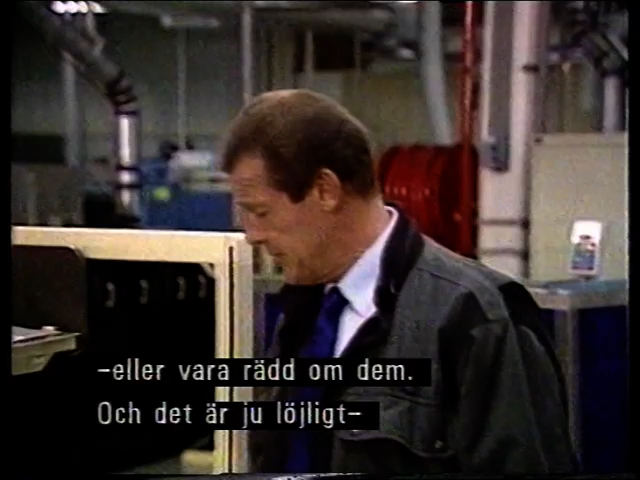 -eller vara rädd om dem.
Och det är ju löjligt-